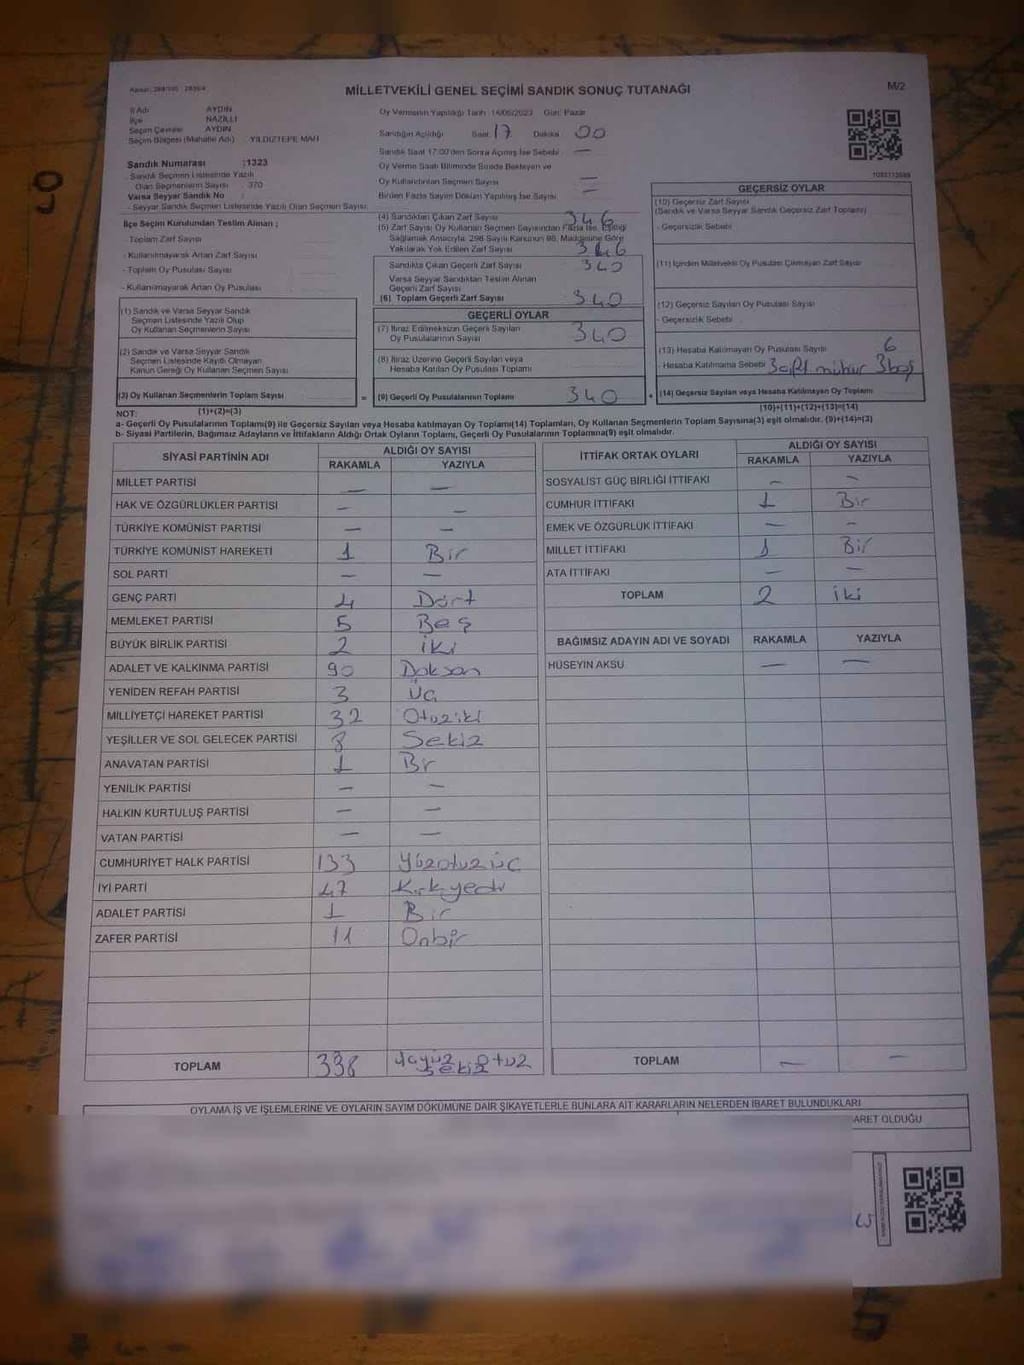 MİLLETVEKİLİ GENEL SEÇİMİ SANDIK SONUÇ TUTANAĞI
M/2
İl Adı AYDIN
İlçe NAZİLLİ
Seçim Çevresi AYDIN
Seçim Bölgesi (Mahalle Adı) YILDIZTEPE MAH
Sandık Numarası :1323
- Sandık Seçmen Listesinde Yazılı
Olan Seçmenlerin Sayısı : 370
Varsa Seyyar Sandık No :
- Seyyar Sandık Seçmen Listesinde Yazılı Olan Seçmen Sayısı
Oy Vermenin Yapıldığı Tarih :14/05/2023 Gün: Pazar
Sandığın Açıldığı Saat 17 Dakika 00
Sandık Saat 17:00'den Sonra Açılmış İse Sebebi —
Oy Verme Saati Bitiminde Sırada Bekleyen ve
Oy Kullandırılan Seçmen Sayısı —
Birden Fazla Sayım Döküm Yapılmış İse Sayısı —
İlçe Seçim Kurulundan Teslim Alınan ;
- Toplam Zarf Sayısı
- Kullanılmayarak Artan Zarf Sayısı
- Toplam Oy Pusulası Sayısı
- Kullanılmayarak Artan Oy Pusulası
(1) Sandık ve Varsa Seyyar Sandık
Seçmen Listesinde Yazılı Olup
Oy Kullanan Seçmenlerin Sayısı
(2) Sandık ve Varsa Seyyar Sandık
Seçmen Listesinde Kayıtlı Olmayan
Kanun Gereği Oy Kullanan Seçmen Sayısı
(3) Oy Kullanan Seçmenlerin Toplam Sayısı
(1)+(2)=(3)
(4) Sandıktan Çıkan Zarf Sayısı 346
(5) Zarf Sayısı Oy Kullanan Seçmen Sayısından Fazla İse, Eşitliği
Sağlamak Amacıyla, 298 Sayılı Kanunun 98. Maddesine Göre
Yakılarak Yok Edilen Zarf Sayısı 346
Sandıkta Çıkan Geçerli Zarf Sayısı 340
Varsa Seyyar Sandıktan Teslim Alınan
Geçerli Zarf Sayısı
(6) Toplam Geçerli Zarf Sayısı 340
GEÇERLİ OYLAR
(7) İtiraz Edilmeksizin Geçerli Sayılan
Oy Pusulalarının Sayısı 340
(8) İtiraz Üzerine Geçerli Sayılan veya
Hesaba Katılan Oy Pusulası Toplamı
= (9) Geçerli Oy Pusulalarının Toplamı 340
GEÇERSİZ OYLAR
(10) Geçersiz Zarf Sayısı
(Sandık ve Varsa Seyyar Sandık Geçersiz Zarf Toplamı)
- Geçersizlik Sebebi
(11) İçinden Milletvekili Oy Pusulası Çıkmayan Zarf Sayısı
(12) Geçersiz Sayılan Oy Pusulası Sayısı
- Geçersizlik Sebebi
(13) Hesaba Katılmayan Oy Pusulası Sayısı 6
- Hesaba Katılmama Sebebi 3 çift mühür 3 boş
+ (14) Geçersiz Sayılan veya Hesaba Katılmayan Oy Toplamı
(10)+(11)+(12)+(13)=(14)
NOT:
a- Geçerli Oy Pusulasının Toplamı(9) ile Geçersiz Sayılan veya Hesaba Katılmayan Oy Toplamı(14) Toplamları, Oy Kullanan Seçmenlerin Toplam Sayısına(3) eşit olmalıdır. (9)+(14)=(3)
b- Siyasi Partilerin, Bağımsız Adayların ve İttifakların Aldığı Ortak Oyların Toplamı, Geçerli Oy Pusulalarının Toplamına(9) eşit olmalıdır.
SİYASİ PARTİNİN ADI ALDIĞI OY SAYISI
RAKAMLA YAZIYLA
MİLLET PARTİSİ — —
HAK VE ÖZGÜRLÜKLER PARTİSİ — —
TÜRKİYE KOMÜNİST PARTİSİ — —
TÜRKİYE KOMÜNİST HAREKETİ 1 Bir
SOL PARTİ — —
GENÇ PARTİ 4 Dört
MEMLEKET PARTİSİ 5 Beş
BÜYÜK BİRLİK PARTİSİ 2 iki
ADALET VE KALKINMA PARTİSİ 90 Doksan
YENİDEN REFAH PARTİSİ 3 Üç
MİLLİYETÇİ HAREKET PARTİSİ 32 Otuziki
YEŞİLLER VE SOL GELECEK PARTİSİ 8 Sekiz
ANAVATAN PARTİSİ 1 Br
YENİLİK PARTİSİ — —
HALKIN KURTULUŞ PARTİSİ — —
VATAN PARTİSİ — —
CUMHURİYET HALK PARTİSİ 133 Yüzotuzüç
İYİ PARTİ 47 Kırkyedi
ADALET PARTİSİ 1 Bir
ZAFER PARTİSİ 11 Onbir
TOPLAM 338 üçyüz otuz sekiz
İTTİFAK ORTAK OYLARI ALDIĞI OY SAYISI
RAKAMLA YAZIYLA
SOSYALİST GÜÇ BİRLİĞİ İTTİFAKI — —
CUMHUR İTTİFAKI 1 Bir
EMEK VE ÖZGÜRLÜK İTTİFAKI — —
MİLLET İTTİFAKI 1 Bir
ATA İTTİFAKI — —
TOPLAM 2 iki
BAĞIMSIZ ADAYIN ADI VE SOYADI RAKAMLA YAZIYLA
HÜSEYİN AKSU — —
TOPLAM — —
OYLAMA İŞ VE İŞLEMLERİNE VE OYLARIN SAYIM DÖKÜMÜNE DAİR ŞİKAYETLERLE BUNLARA AİT KARARLARIN NELERDEN İBARET BULUNDUKLARI
ARET OLDUĞU